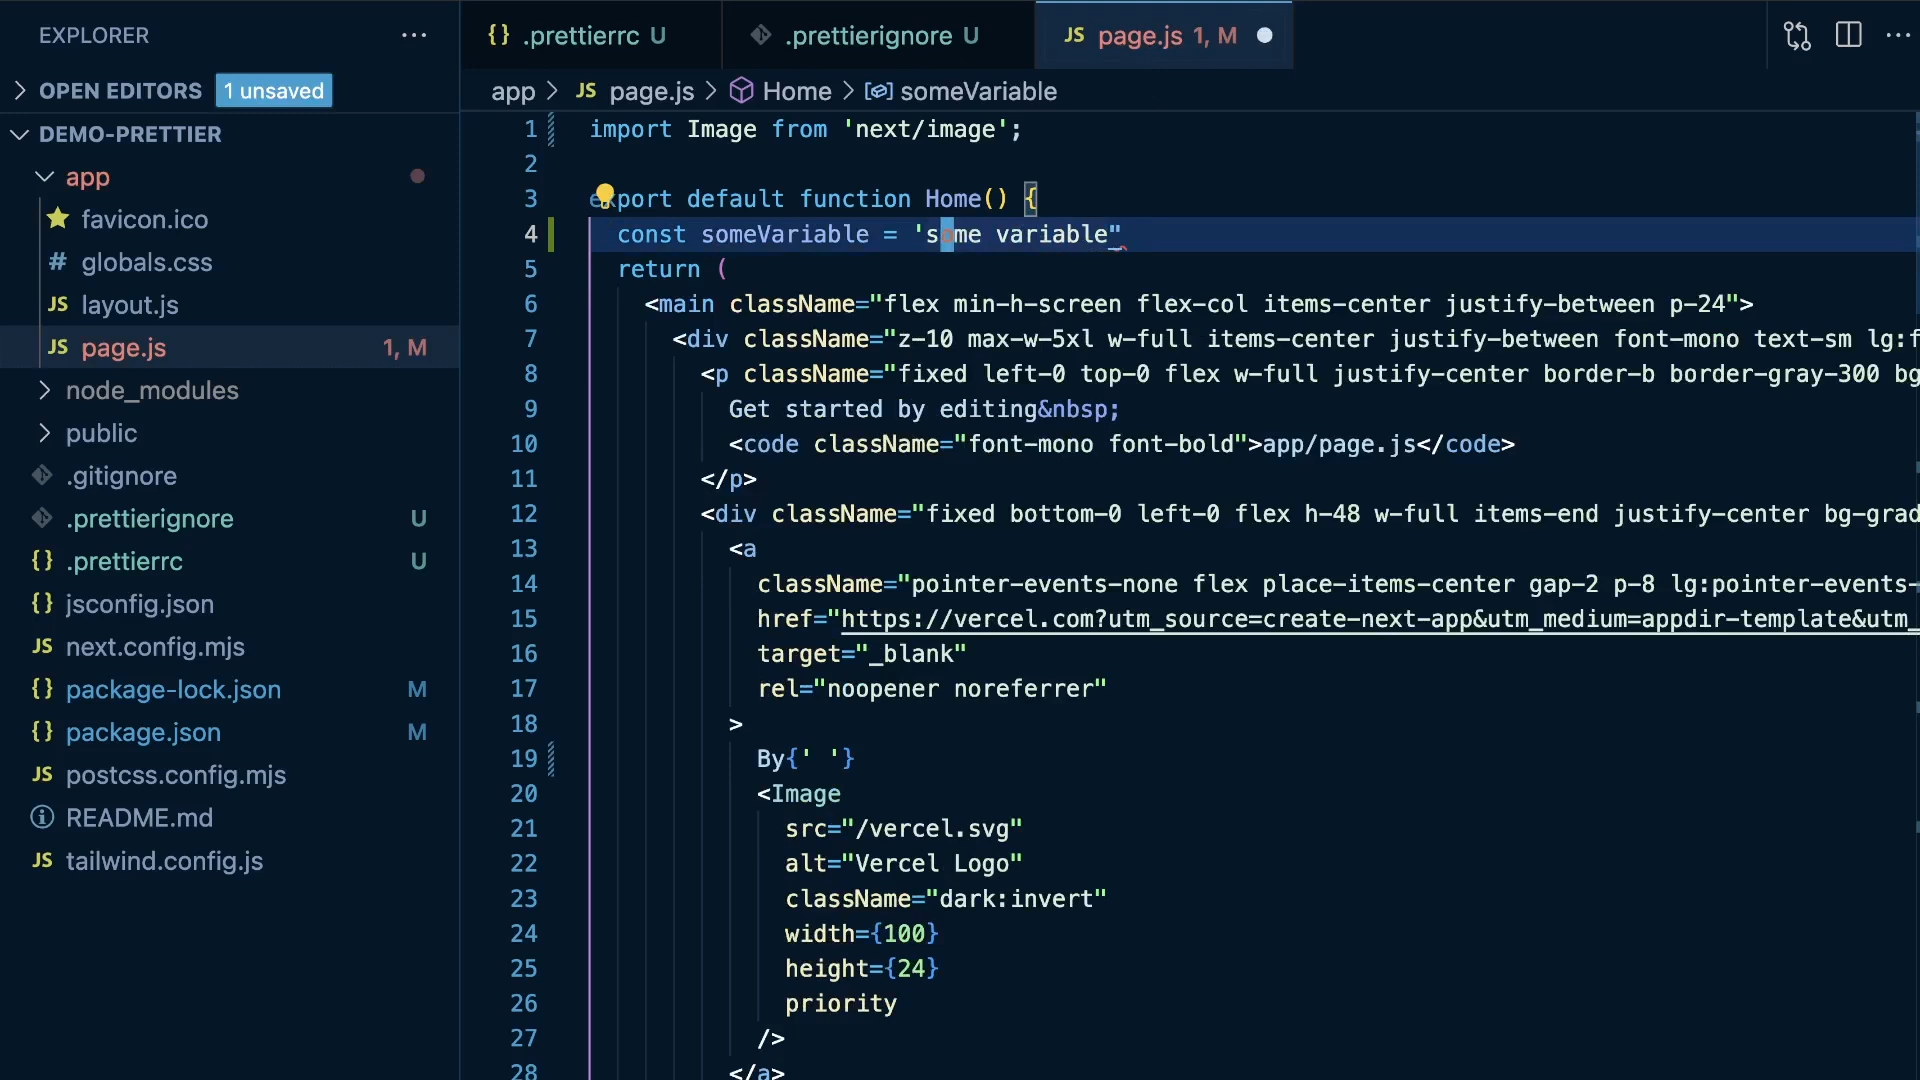 EXPLORER
OPEN EDITORS 1 unsaved
DEMO-PRETTIER
app
favicon.ico
# globals.css
JS layout.js
JS page.js 1, M
node_modules
public
.gitignore
.prettierignore U
{} .prettierrc U
{} jsconfig.json
JS next.config.mjs
{} package-lock.json M
{} package.json M
JS postcss.config.mjs
README.md
JS tailwind.config.js
{} .prettierrc U
.prettierignore U
JS page.js 1, M
app > JS page.js > Home > someVariable
1 import Image from 'next/image';
2
3 export default function Home() {
4 const someVariable = 'some variable"
5 return (
6 <main className="flex min-h-screen flex-col items-center justify-between p-24">
7 <div className="z-10 max-w-5xl w-full items-center justify-between font-mono text-sm lg:f
8 <p className="fixed left-0 top-0 flex w-full justify-center border-b border-gray-300 bg
9 Get started by editing&nbsp;
10 <code className="font-mono font-bold">app/page.js</code>
11 </p>
12 <div className="fixed bottom-0 left-0 flex h-48 w-full items-end justify-center bg-grad
13 <a
14 className="pointer-events-none flex place-items-center gap-2 p-8 lg:pointer-events-
15 href="https://vercel.com?utm_source=create-next-app&utm_medium=appdir-template&utm_
16 target="_blank"
17 rel="noopener noreferrer"
18 >
19 By{' '}
20 <Image
21 src="/vercel.svg"
22 alt="Vercel Logo"
23 className="dark:invert"
24 width={100}
25 height={24}
26 priority
27 />
28 </a>